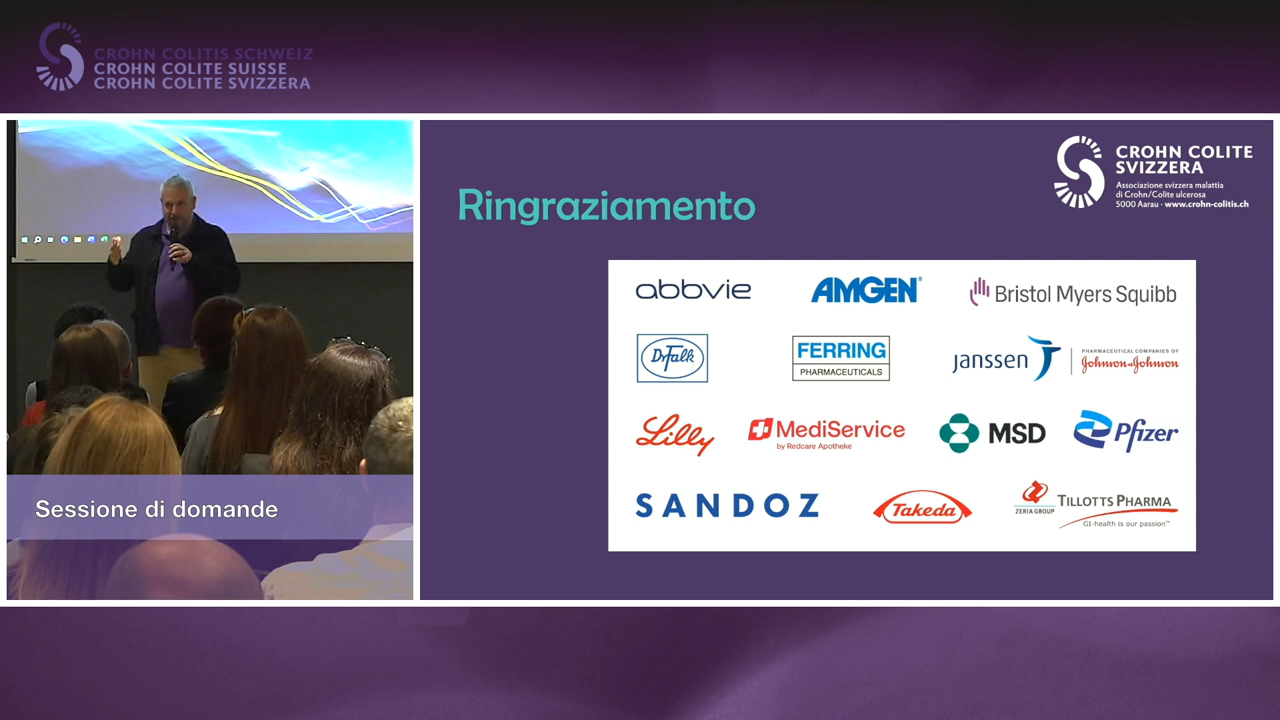 CROHN COLITIS SCHWEIZ
CROHN COLITE SUISSE
CROHN COLITE SVIZZERA
Sessione di domande
CROHN COLITE
SVIZZERA
Associazione svizzera malattia
di Crohn/Colite ulcerosa
5000 Aarau · www.crohn-colitis.ch
Ringraziamento
abbvie
AMGEN®
Bristol Myers Squibb
Dr Falk
FERRING
PHARMACEUTICALS
janssen
PHARMACEUTICAL COMPANIES OF
Johnson & Johnson
Lilly
MediService
by Redcare Apotheke
MSD
Pfizer
SANDOZ
Takeda
ZERIA GROUP
TILLOTTS PHARMA
GI-health is our passion™